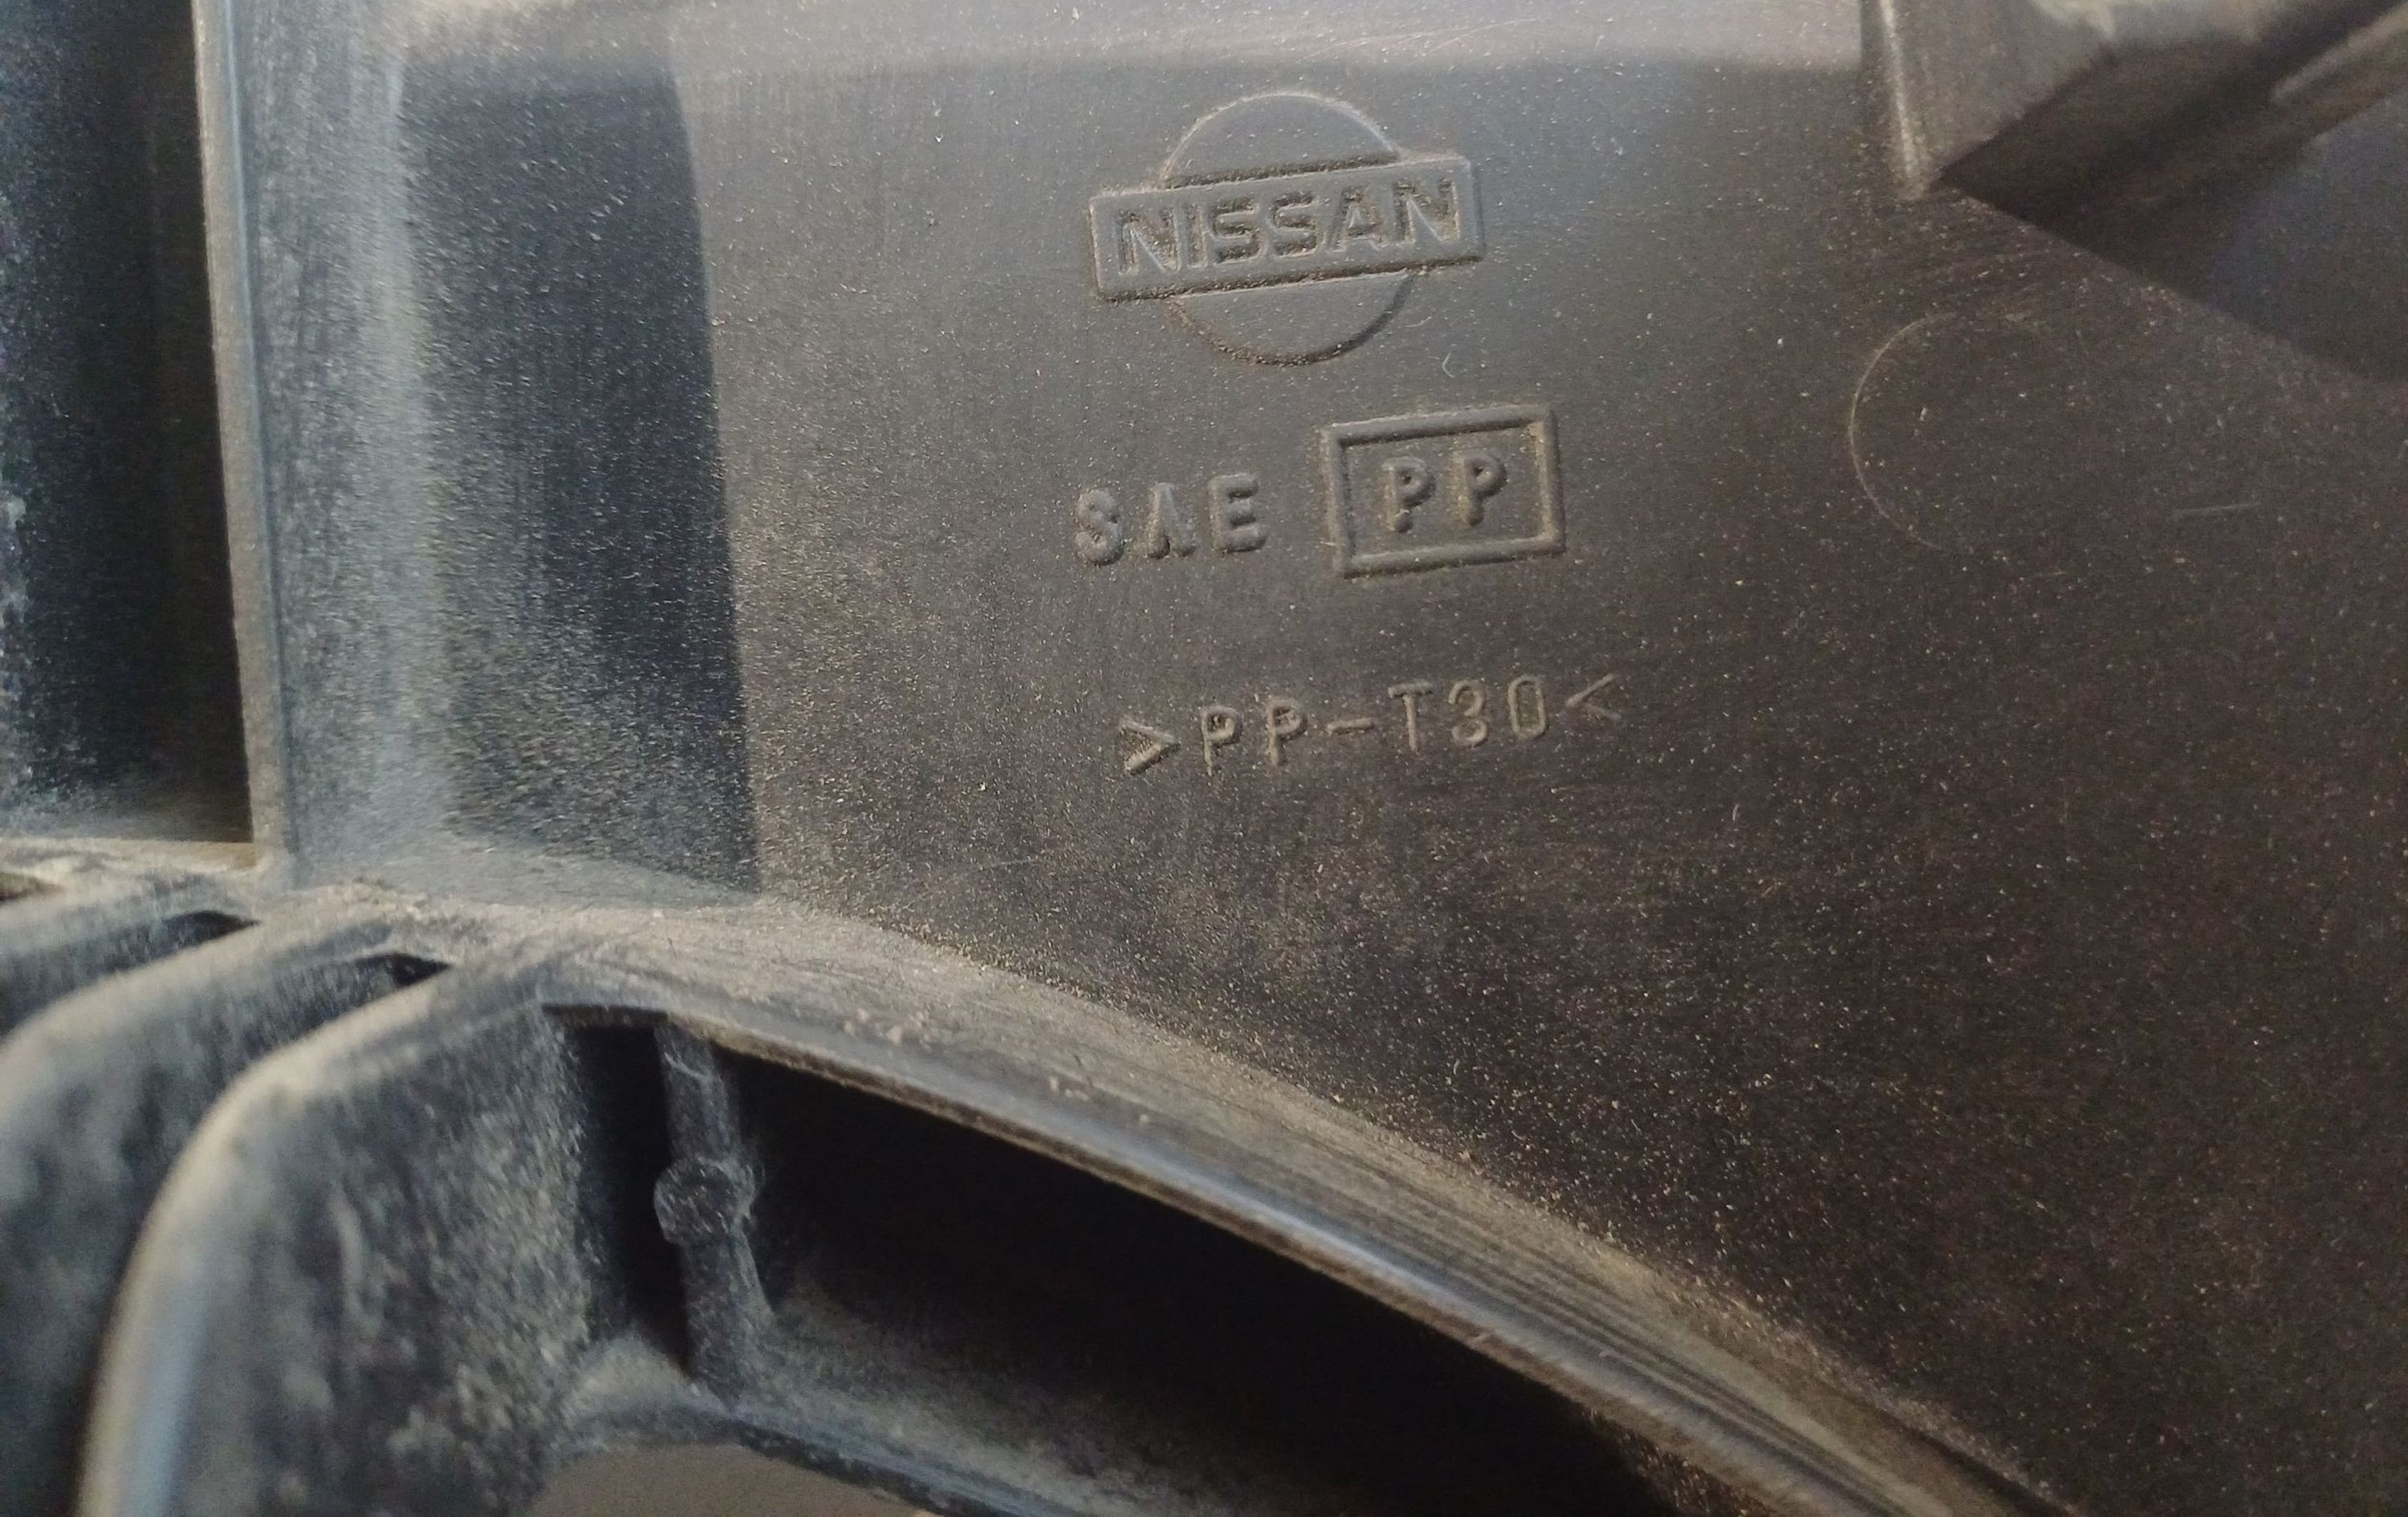 NISSAN
SAE PP
>PP-T30<